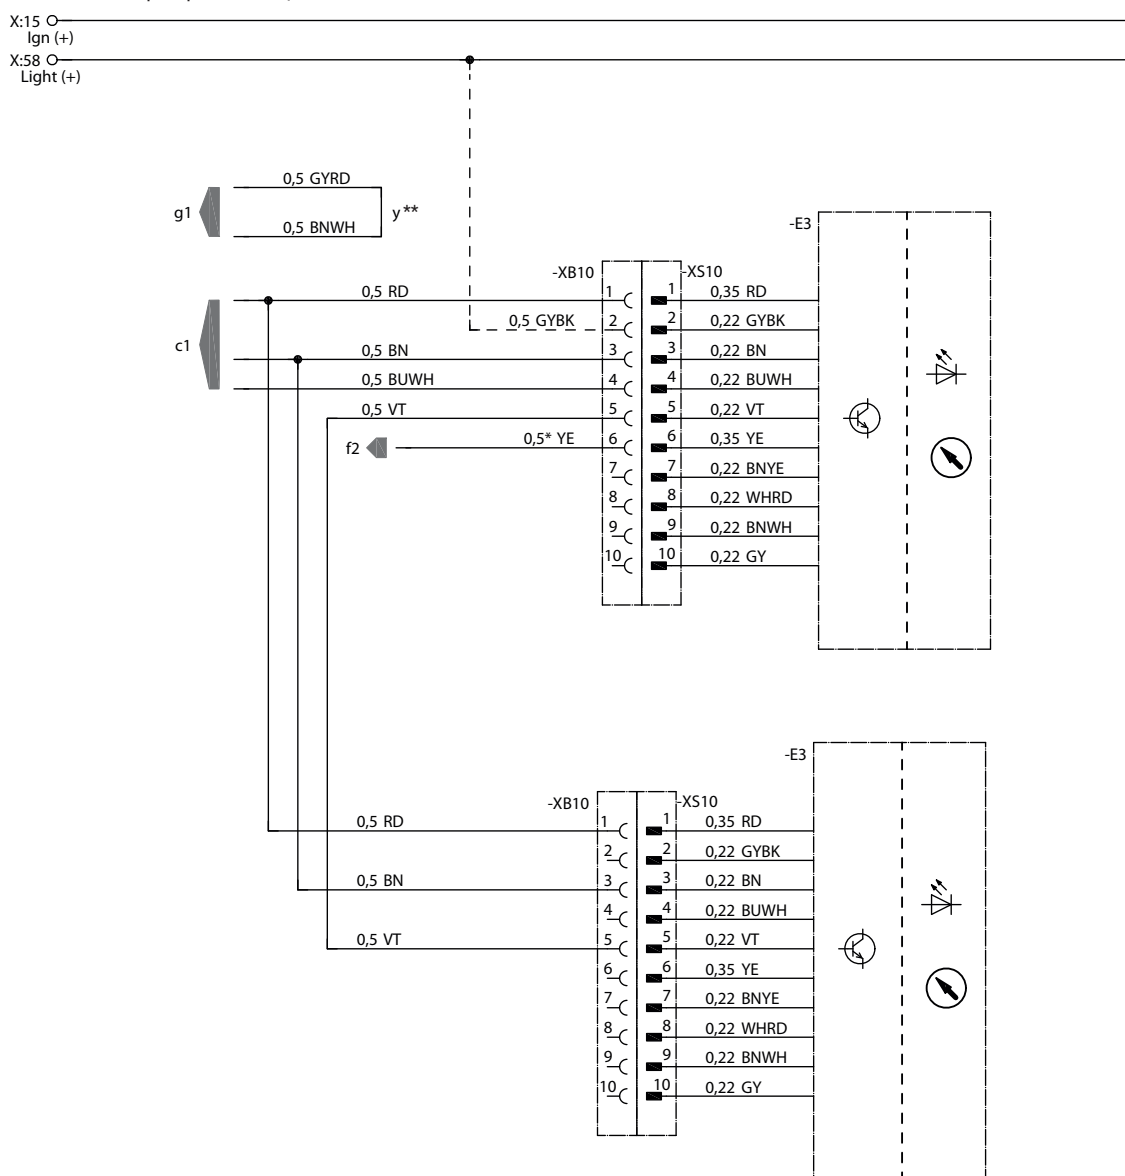 X:15
Ign (+)
X:58
Light (+)
0,5 GYRD
g1
y**
0,5 BNWH
-E3
-XB10
-XS10
0,5 RD
1
1
0,35 RD
0,5 GYBK
2
2
0,22 GYBK
c1
0,5 BN
3
3
0,22 BN
0,5 BUWH
4
4
0,22 BUWH
0,5 VT
5
5
0,22 VT
f2
0,5* YE
6
6
0,35 YE
7
7
0,22 BNYE
8
8
0,22 WHRD
9
9
0,22 BNWH
10
10
0,22 GY
-E3
-XB10
-XS10
0,5 RD
1
1
0,35 RD
2
2
0,22 GYBK
0,5 BN
3
3
0,22 BN
4
4
0,22 BUWH
0,5 VT
5
5
0,22 VT
6
6
0,35 YE
7
7
0,22 BNYE
8
8
0,22 WHRD
9
9
0,22 BNWH
10
10
0,22 GY